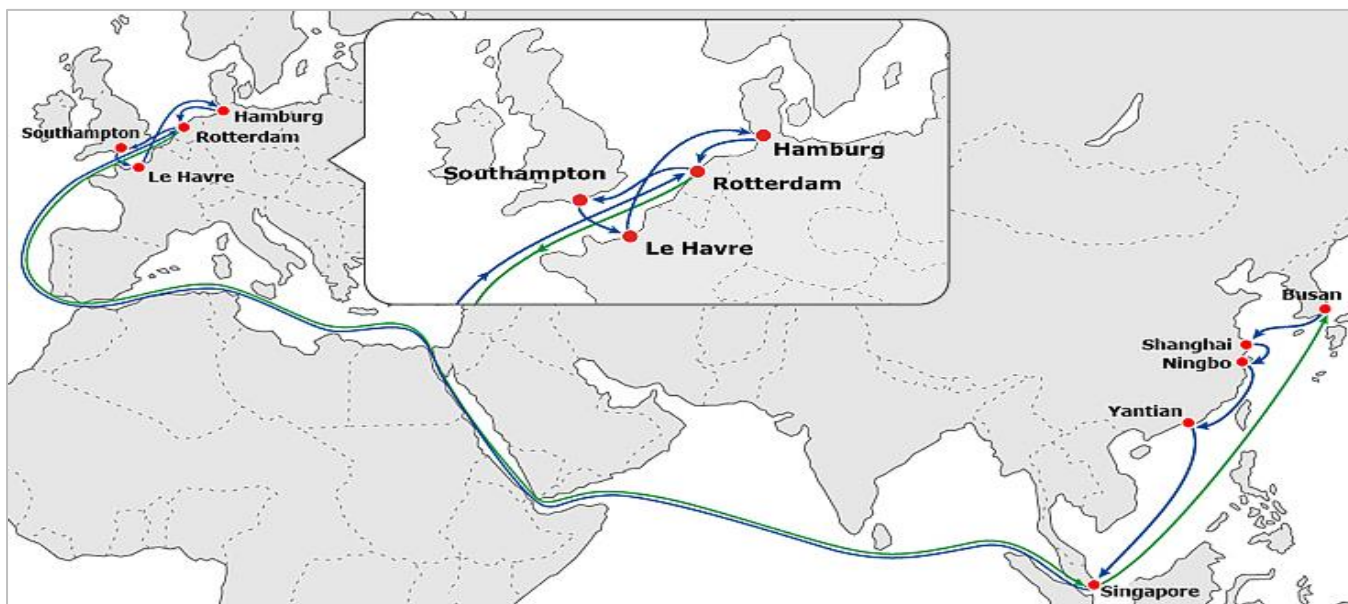 Hamburg
Southampton
Rotterdam
Le Havre
Hamburg
Southampton
Rotterdam
Le Havre
Busan
Shanghai
Ningbo
Yantian
Singapore